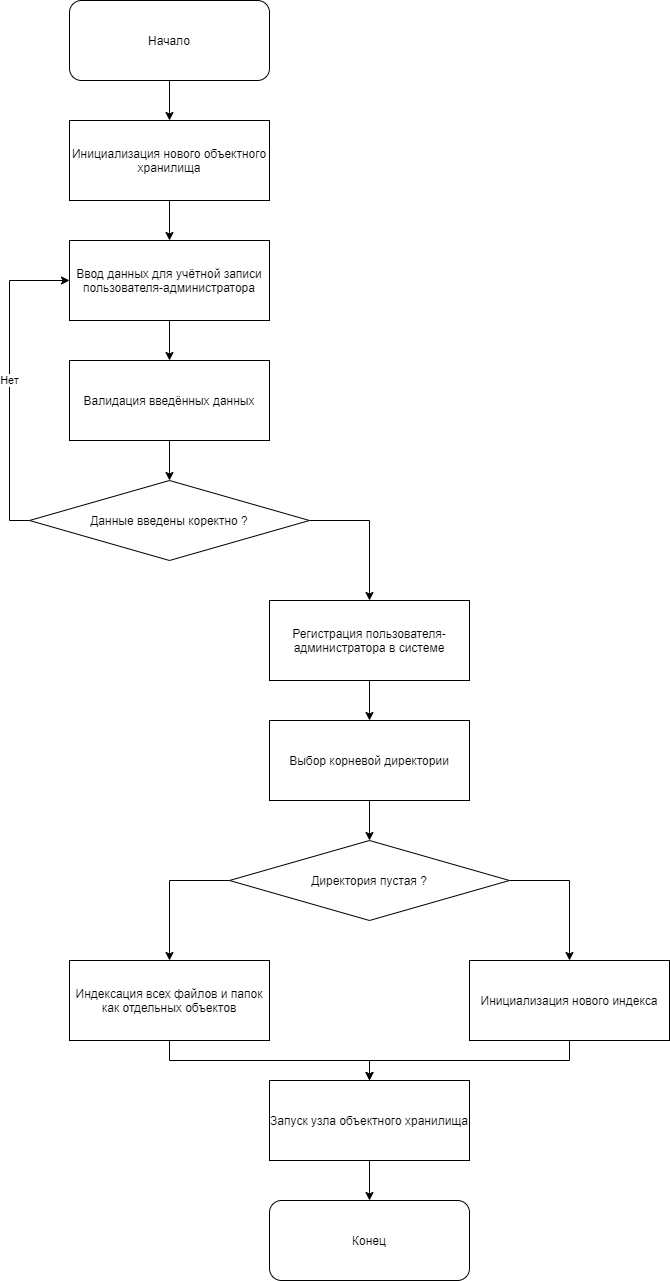 Начало
Инициализация нового объектного
хранилища
Ввод данных для учётной записи
пользователя-администратора
Нет
Валидация введённых данных
Данные введены коректно ?
Регистрация пользователя-
администратора в системе
Выбор корневой директории
Директория пустая ?
Индексация всех файлов и папок
как отдельных объектов
Инициализация нового индекса
Запуск узла объектного хранилища
Конец